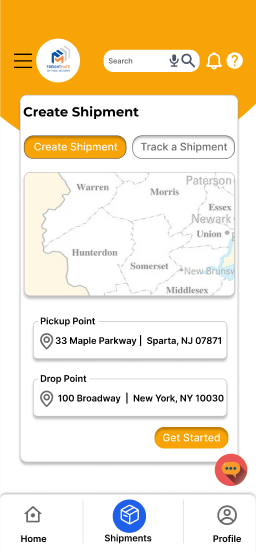 FREIGHTMATE
Search
Create Shipment
Create Shipment
Track a Shipment
Paterson
Warren
Morris
Essex
Newark
Union
Hunterdon
Somerset
New Brunsw
Middlesex
Pickup Point
33 Maple Parkway | Sparta, NJ 07871
Drop Point
100 Broadway | New York, NY 10030
Get Started
Home
Shipments
Profile